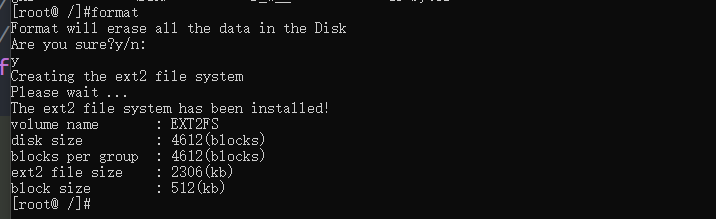 [root@ /]#format
Format will erase all the data in the Disk
Are you sure?y/n:
y
Creating the ext2 file system
Please wait ...
The ext2 file system has been installed!
volume name : EXT2FS
disk size : 4612(blocks)
blocks per group : 4612(blocks)
ext2 file size : 2306(kb)
block size : 512(kb)
[root@ /]#